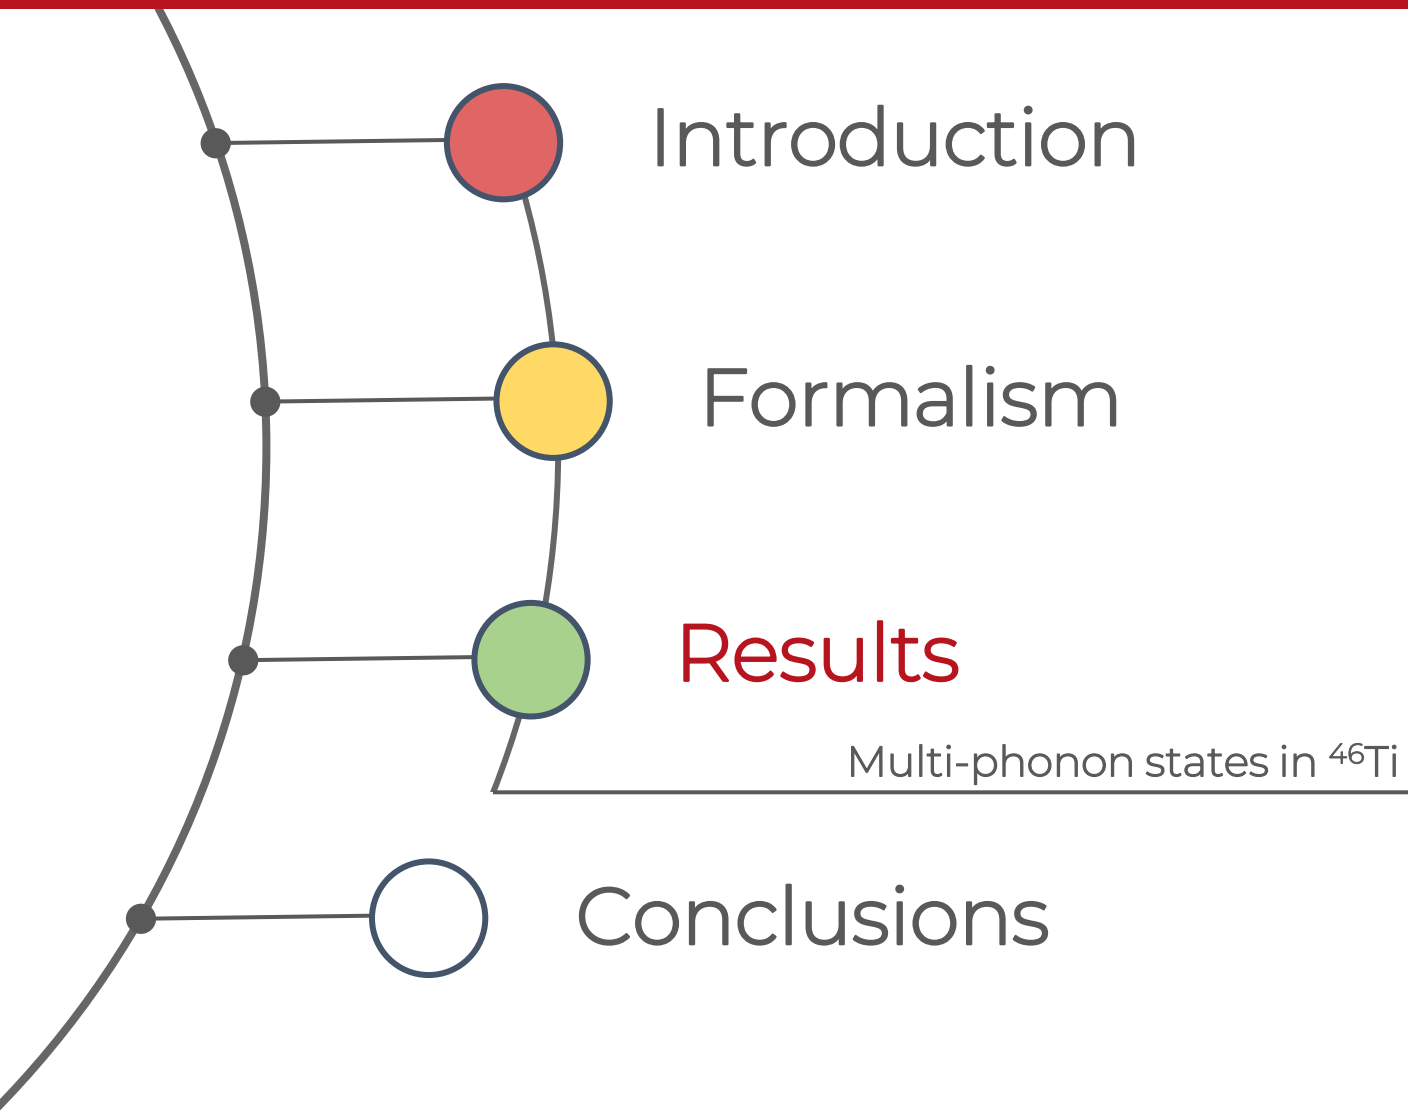 Introduction
Formalism
Results
Multi-phonon states in ⁴⁶Ti
Conclusions